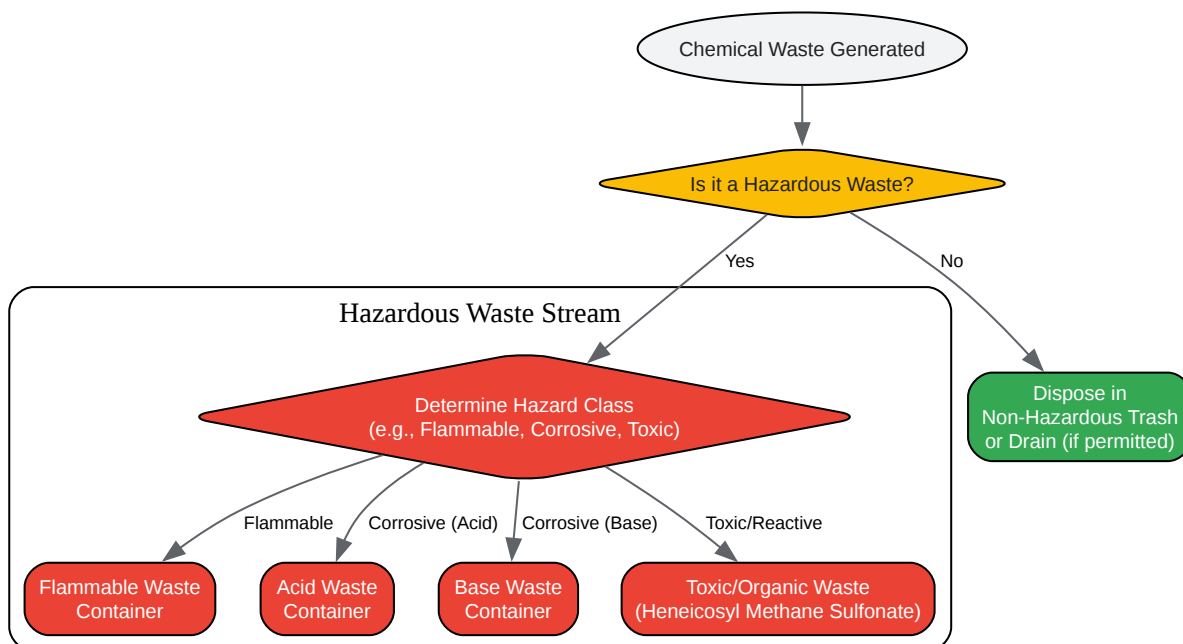 Chemical Waste Generated
Is it a Hazardous Waste?
Yes
No
Hazardous Waste Stream
Determine Hazard Class
(e.g., Flammable, Corrosive, Toxic)
Dispose in
Non-Hazardous Trash
or Drain (if permitted)
Flammable
Corrosive (Acid)
Corrosive (Base)
Toxic/Reactive
Flammable Waste
Container
Acid Waste
Container
Base Waste
Container
Toxic/Organic Waste
(Heneicosyl Methane Sulfonate)